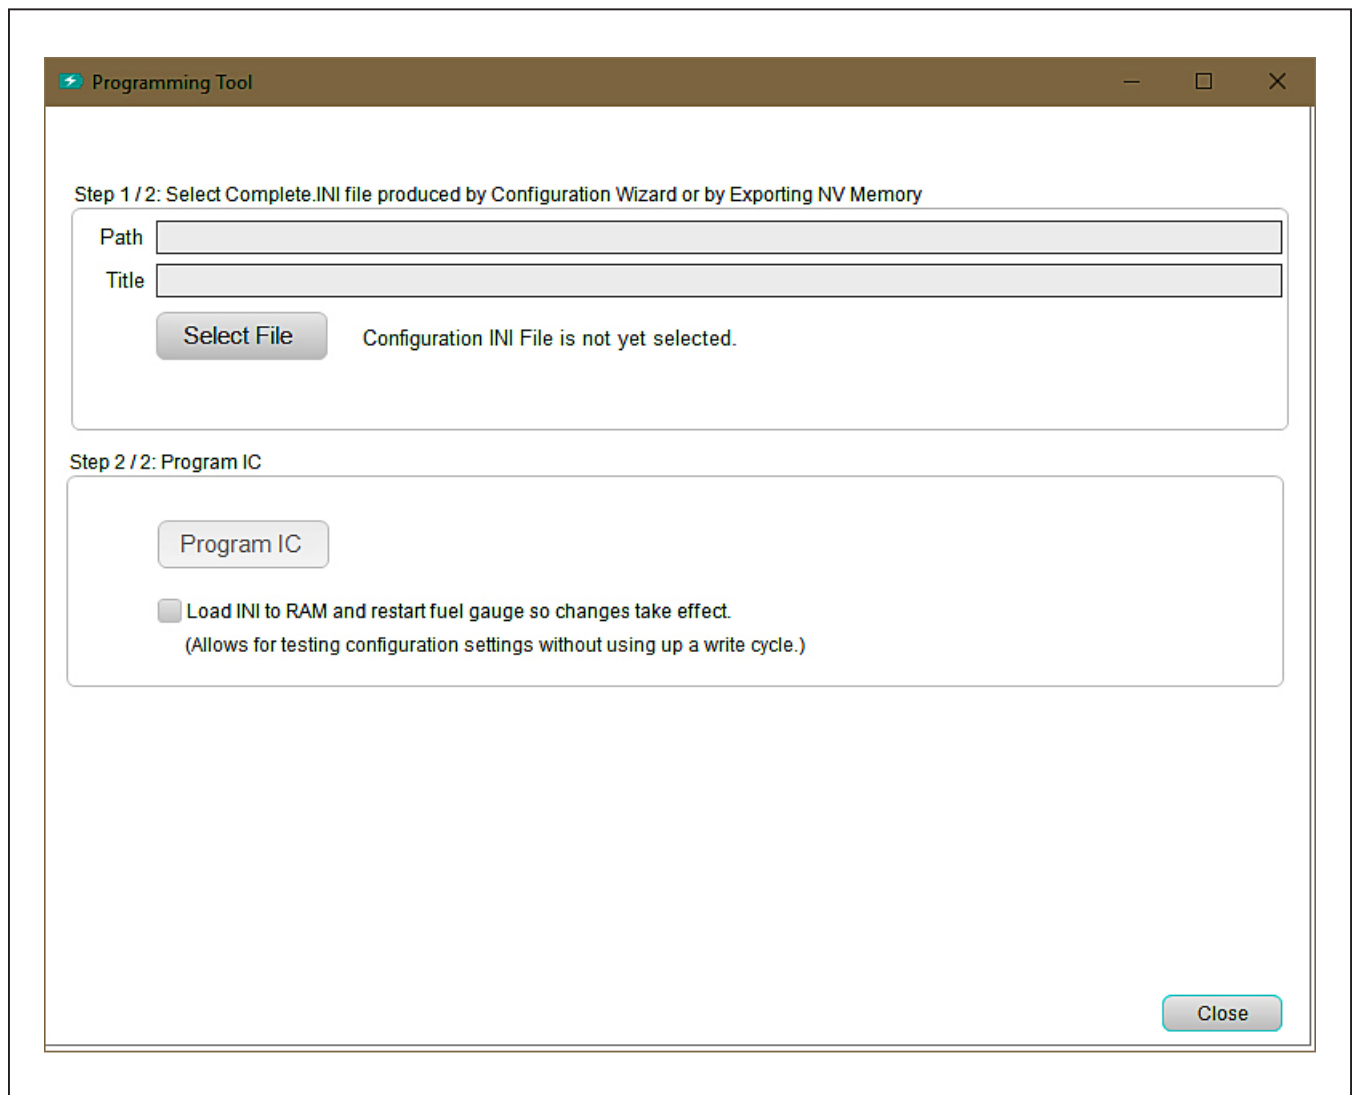 Programming Tool
Step 1 / 2: Select Complete.INI file produced by Configuration Wizard or by Exporting NV Memory
Path
Title
Select File
Configuration INI File is not yet selected.
Step 2 / 2: Program IC
Program IC
Load INI to RAM and restart fuel gauge so changes take effect.
(Allows for testing configuration settings without using up a write cycle.)
Close